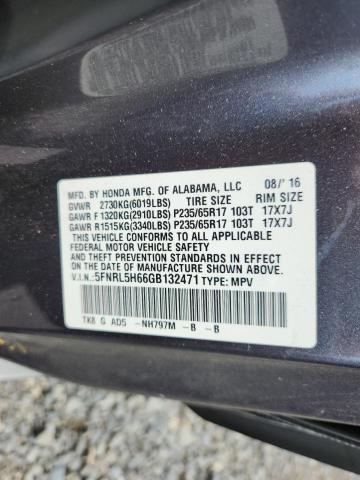 MFD. BY HONDA MFG. OF ALABAMA, LLC 08/'16
GVWR 2730KG(6019LBS) TIRE SIZE RIM SIZE
GAWR F 1320KG(2910LBS) P235/65R17 103T 17X7J
GAWR R1515KG(3340LBS) P235/65R17 103T 17X7J
THIS VEHICLE CONFORMS TO ALL APPLICABLE
FEDERAL MOTOR VEHICLE SAFETY, BUMPER, AND
THEFT PREVENTION STANDARDS IN EFFECT ON
THE DATE OF MANUFACTURE SHOWN ABOVE.
V.I.N.:5FNRL5H66GB132471 TYPE: MPV
TK8 G AD5 -NH797M -B -B